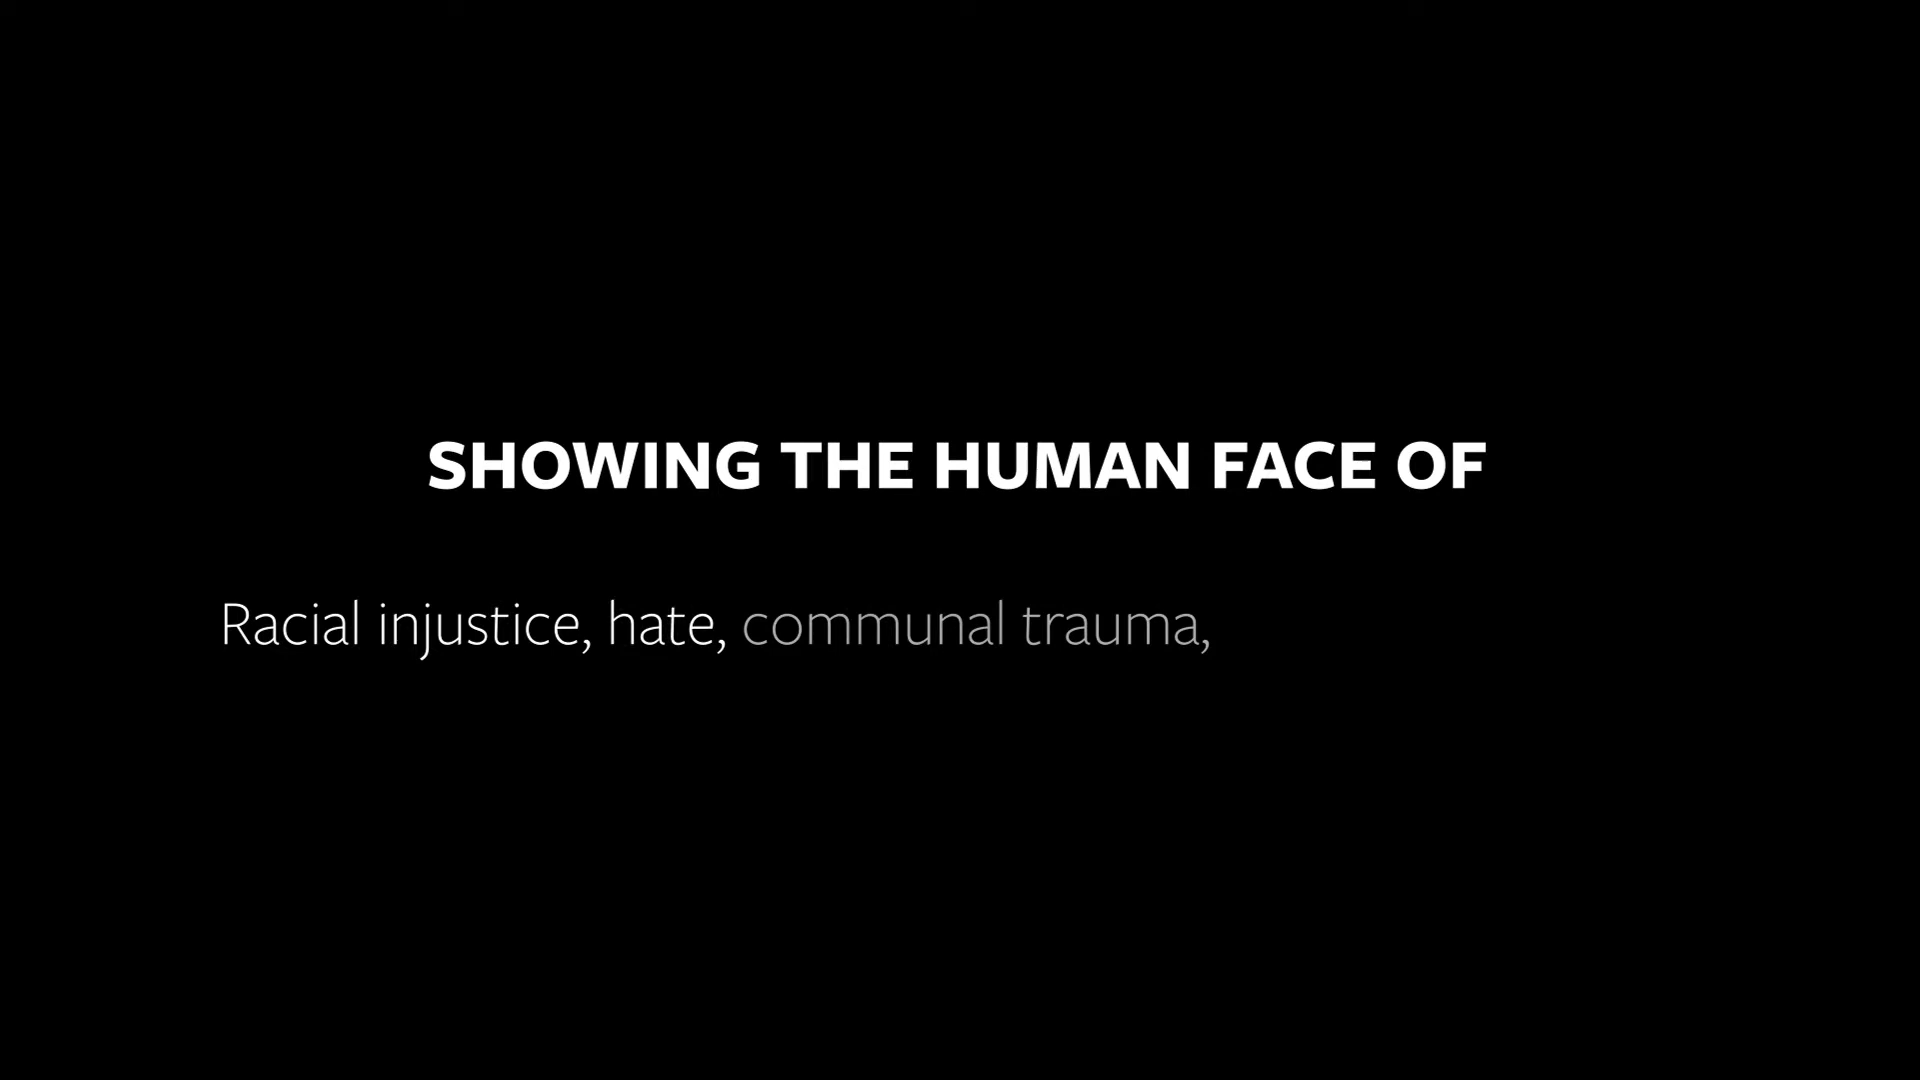 SHOWING THE HUMAN FACE OF
Racial injustice, hate, communal trauma,